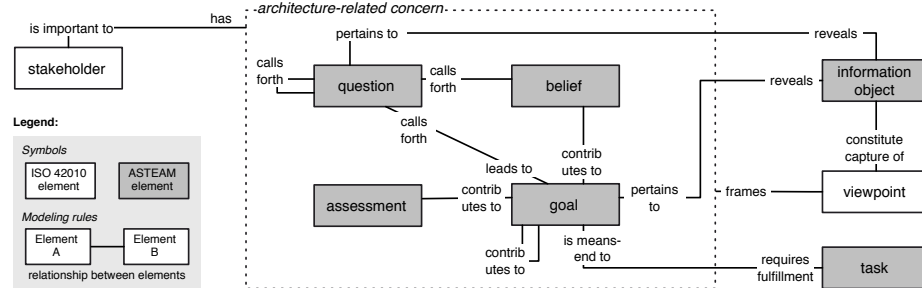 architecture-related concern
has
is important to
stakeholder
pertains to
reveals
calls
forth
question
calls
forth
belief
reveals
information
object
calls
forth
constitute
capture of
Legend:
Symbols
ISO 42010
element
ASTEAM
element
contrib
utes to
leads to
assessment
contrib
utes to
goal
pertains
to
frames
viewpoint
Modeling rules
Element
A
Element
B
relationship between elements
contrib
utes to
is means-
end to
requires
fulfillment
task